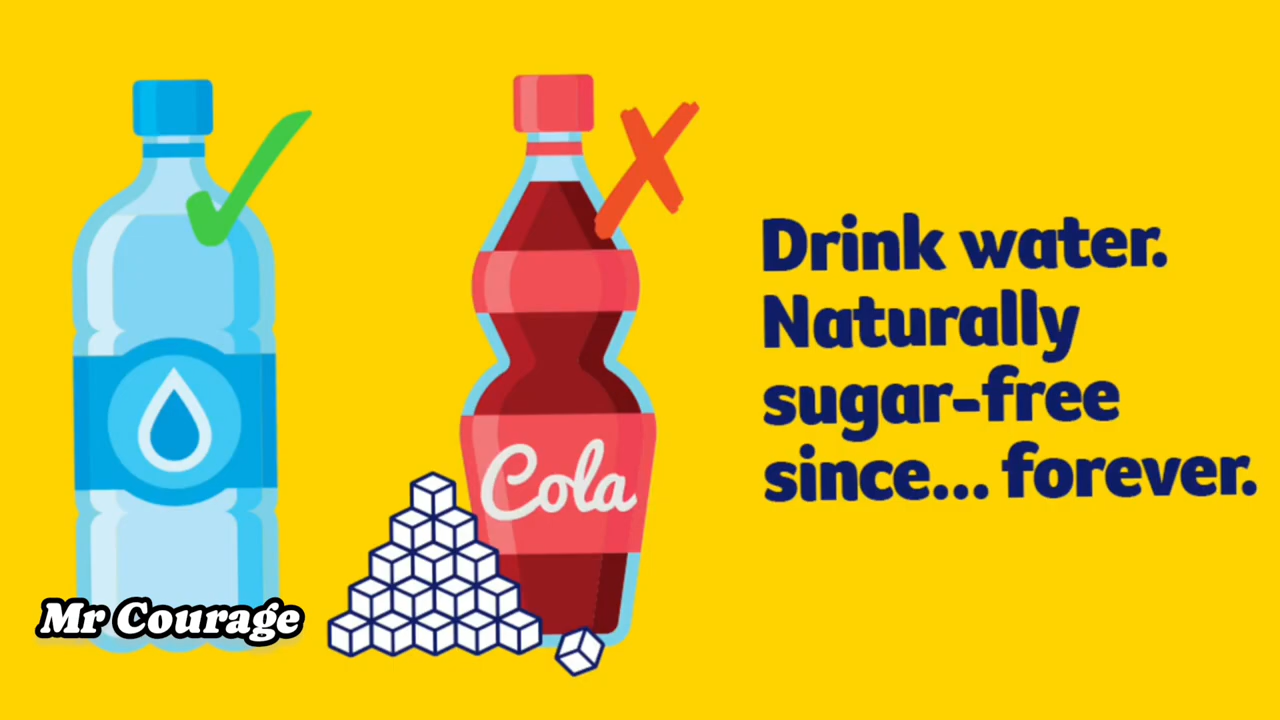 Drink water.
Naturally
sugar-free
since... forever.
Cola
Mr Courage